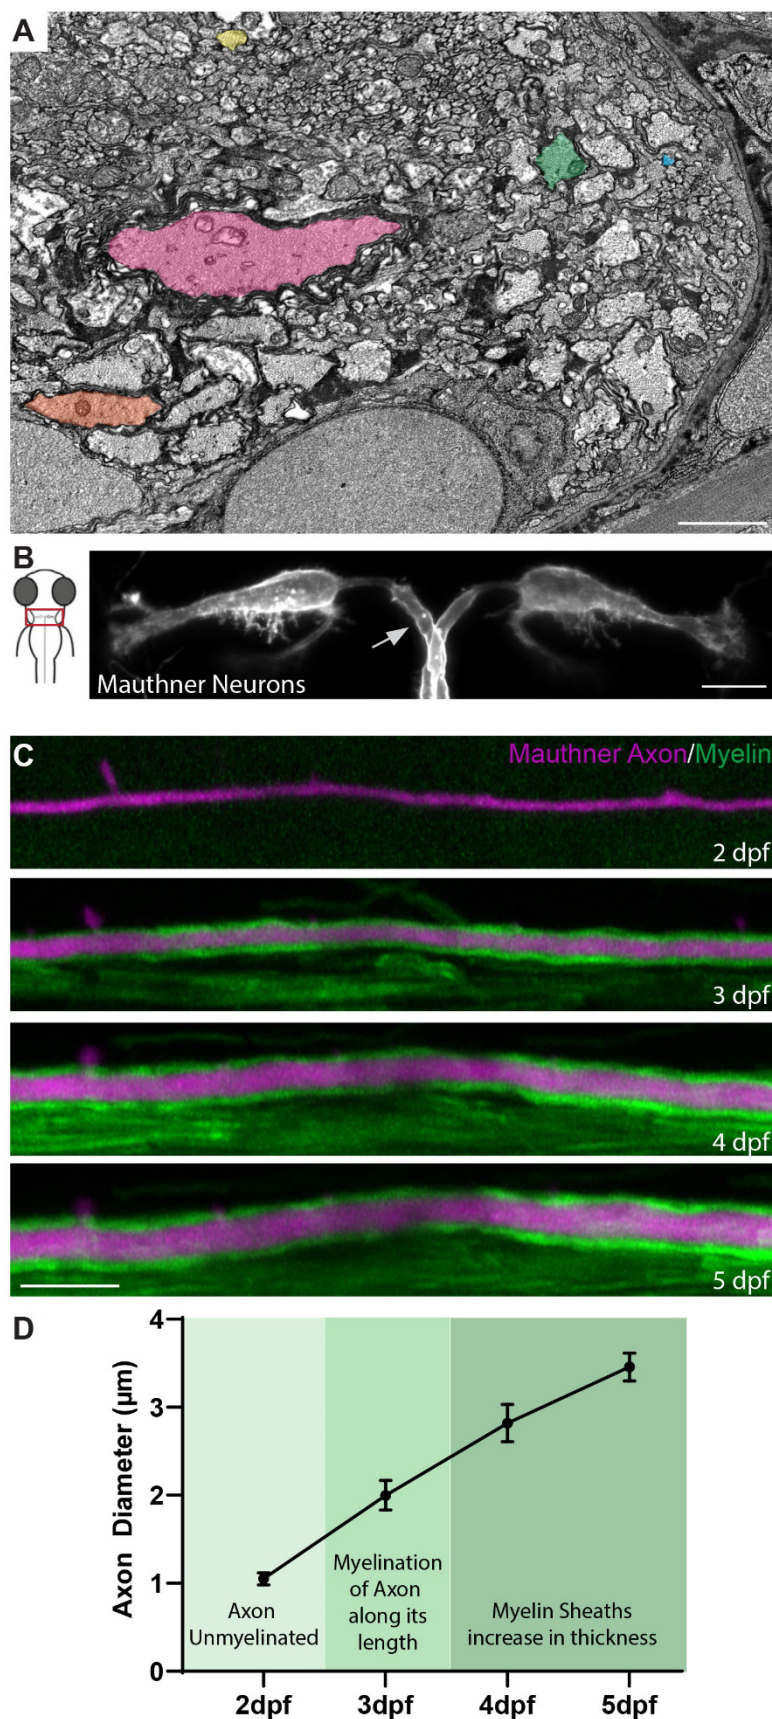 A
B
Mauthner Neurons
C
Mauthner Axon/Myelin
2 dpf
3 dpf
4 dpf
5 dpf
D
Axon Diameter (µm)
4
3
2
1
0
Axon
Unmyelinated
Myelination
of Axon
along its
length
Myelin Sheaths
increase in thickness
2dpf
3dpf
4dpf
5dpf